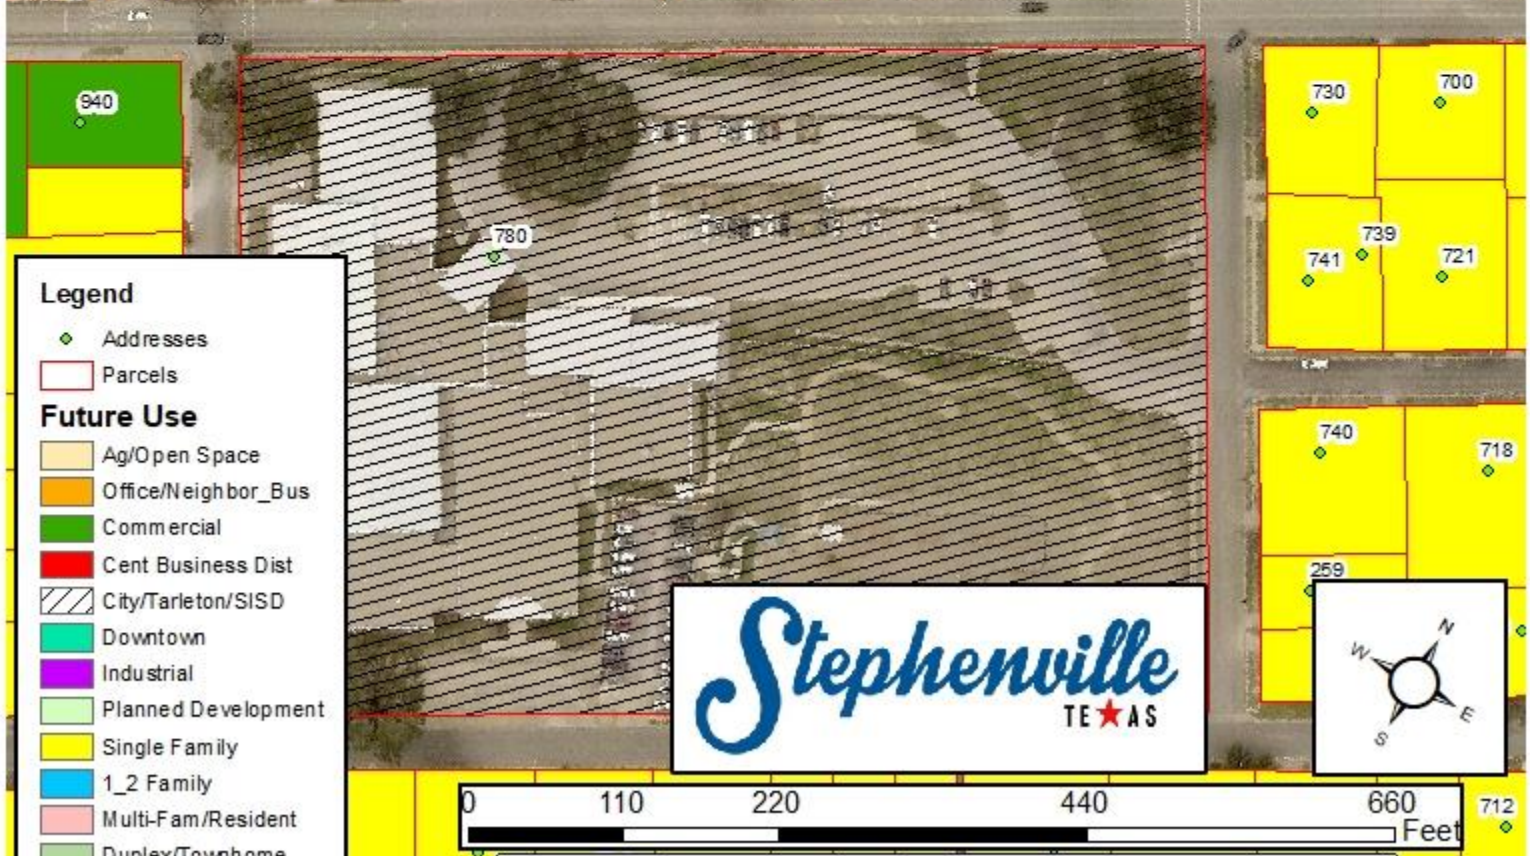 940
730
700
780
739
741
721
Legend
Addresses
Parcels
Future Use
Ag/Open Space
Office/Neighbor_Bus
Commercial
Cent Business Dist
City/Tarleton/SISD
Downtown
Industrial
Planned Development
Single Family
1_2 Family
Multi-Fam/Resident
Duplex/Townhome
740
718
259
Stephenville
TEXAS
N
W
E
S
0 110 220 440 660
Feet
712